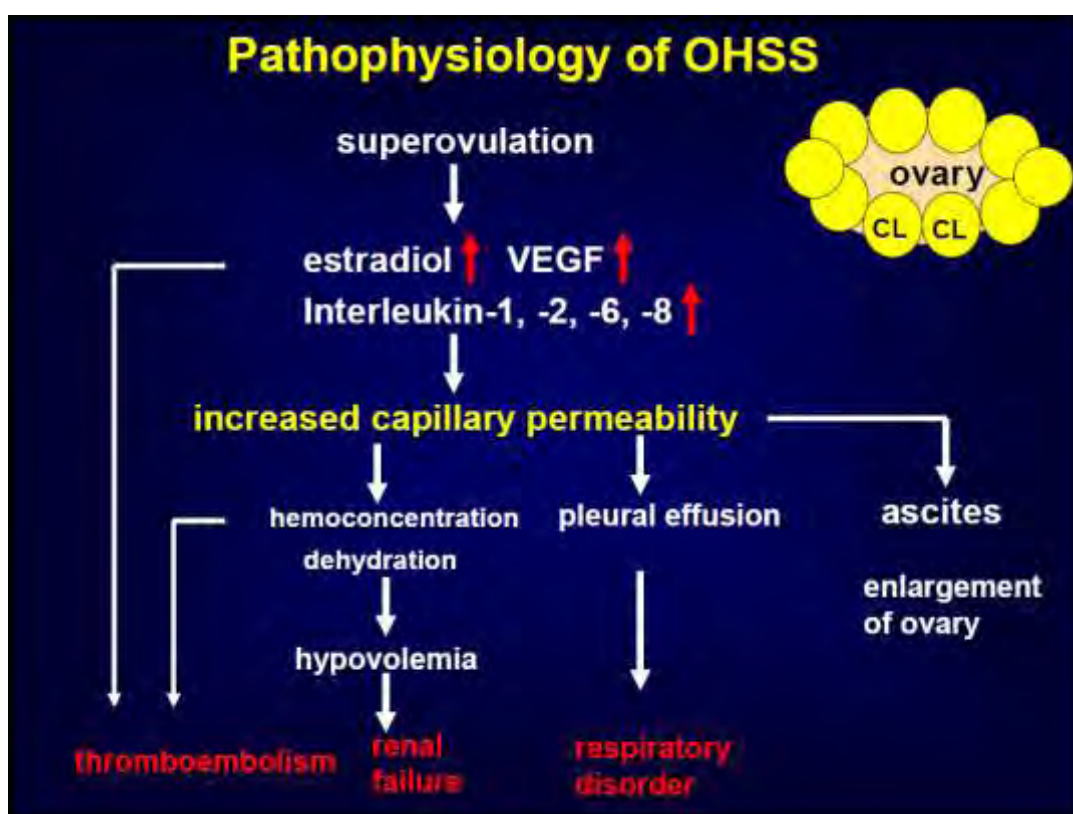 Pathophysiology of OHSS
superovulation
ovary
CL CL
estradiol VEGF
Interleukin-1, -2, -6, -8
increased capillary permeability
hemoconcentration
dehydration
pleural effusion
ascites
enlargement
of ovary
hypovolemia
thromboembolism
renal
failure
respiratory
disorder